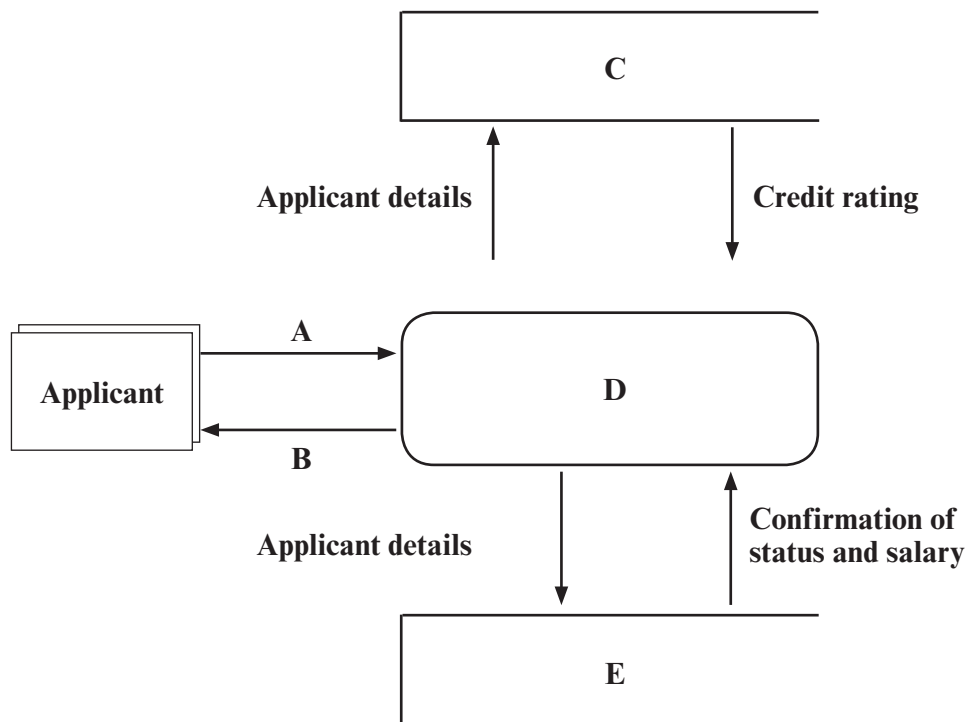 C
Applicant details
Credit rating
A
Applicant
D
B
Applicant details
Confirmation of
status and salary
E